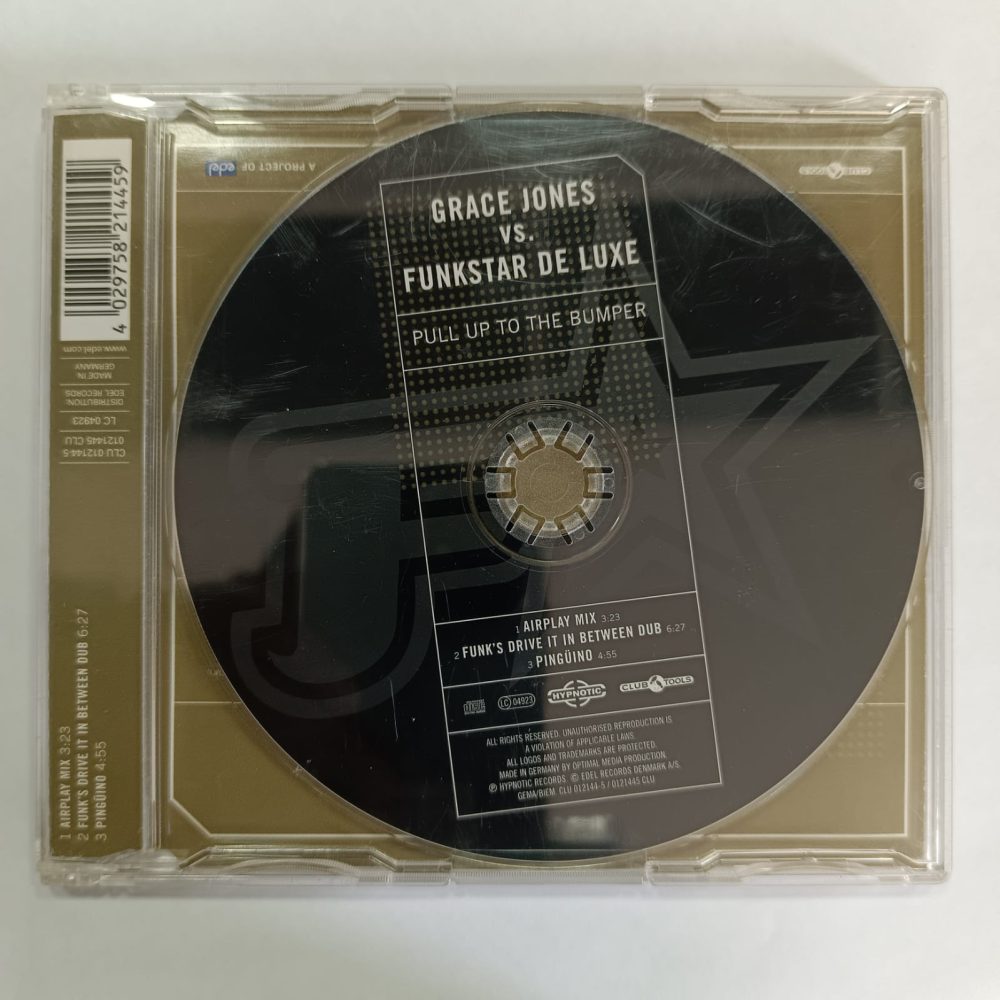 4 029758 214459
www.edel.com
MADE IN
GERMANY
DISTRIBUTION:
EDEL RECORDS
LC 04923
0121445 CLU
CLU 012144-5
1 AIRPLAY MIX 3:23
2 FUNK'S DRIVE IT IN BETWEEN DUB 6:27
3 PINGÜINO 4:55
A PROJECT OF edel
CLUB TOOLS
GRACE JONES
VS.
FUNKSTAR DE LUXE
PULL UP TO THE BUMPER
1 AIRPLAY MIX 3:23
2 FUNK'S DRIVE IT IN BETWEEN DUB 6:27
3 PINGÜINO 4:55
LC 04923
HYPNOTIC
CLUB TOOLS
ALL RIGHTS RESERVED. UNAUTHORISED REPRODUCTION IS
A VIOLATION OF APPLICABLE LAWS.
ALL LOGOS AND TRADEMARKS ARE PROTECTED.
MADE IN GERMANY BY OPTIMAL MEDIA PRODUCTION.
℗ HYPNOTIC RECORDS. © EDEL RECORDS DENMARK A/S.
GEMA/BIEM. CLU 012144-5 / 0121445 CLU